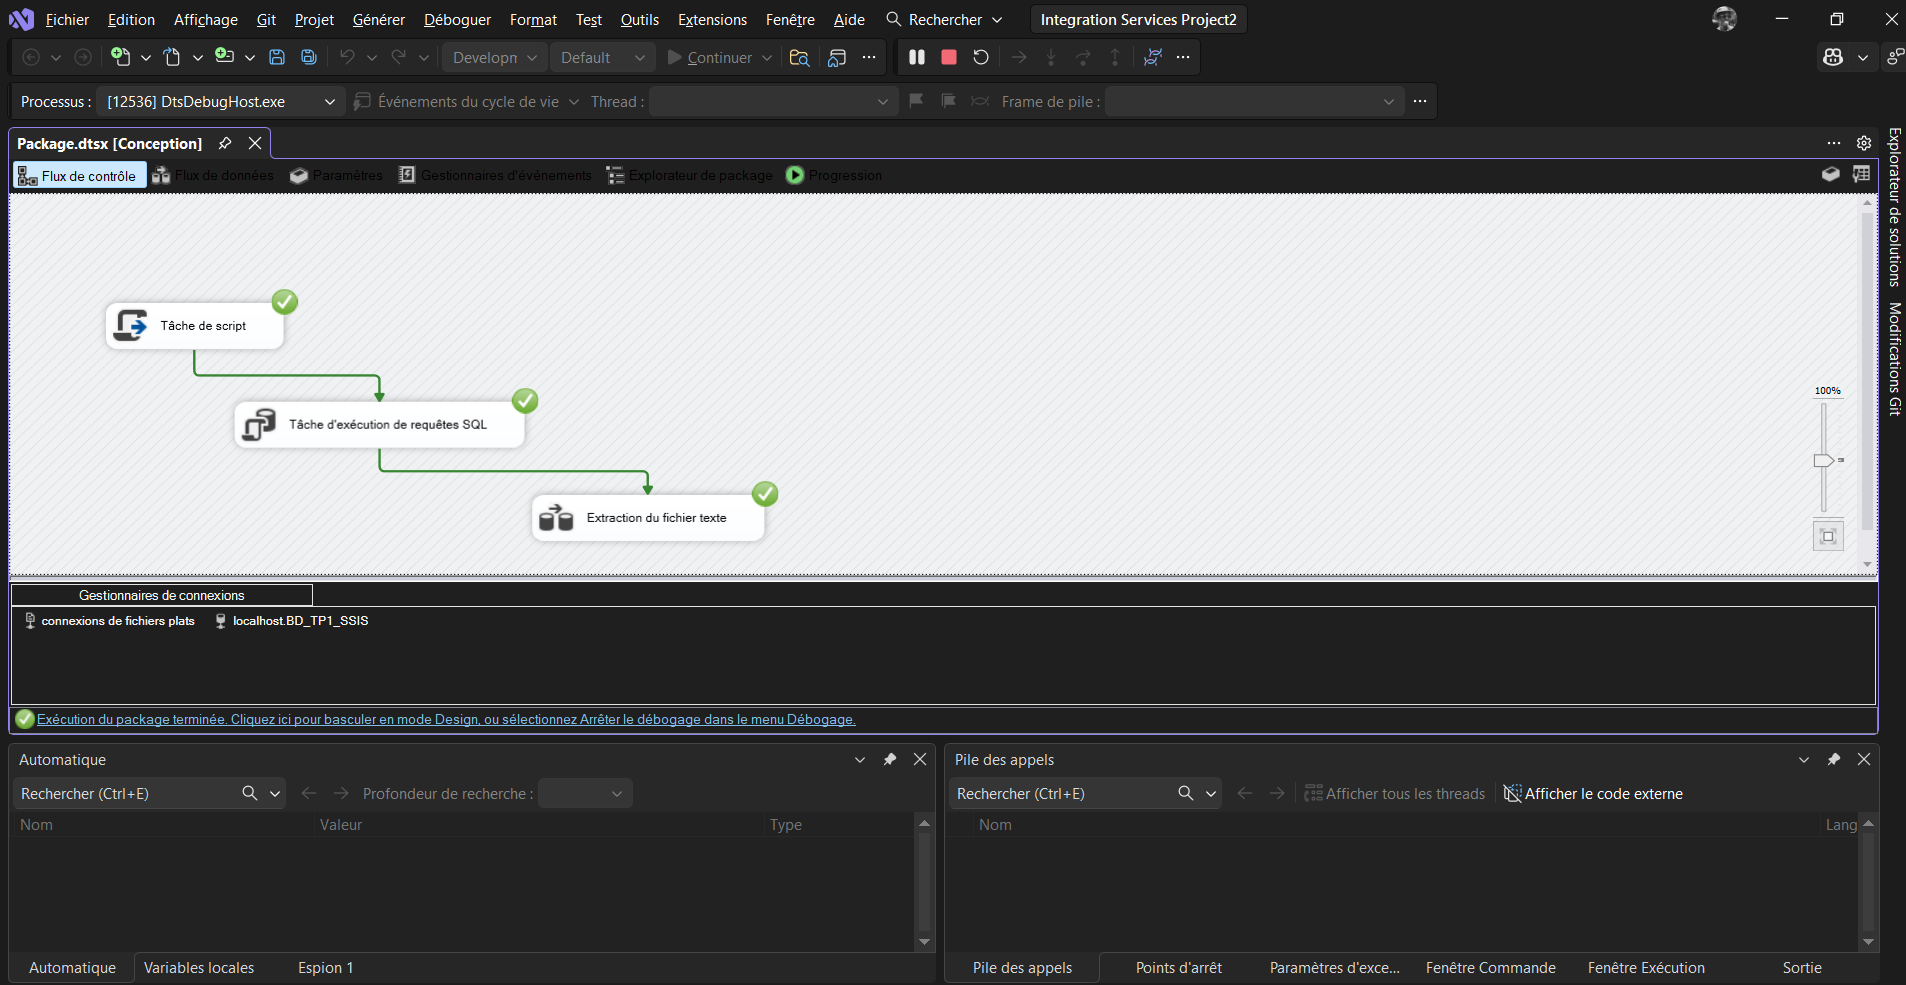 Fichier Edition Affichage Git Projet Générer Déboguer Format Test Outils Extensions Fenêtre Aide Rechercher Integration Services Project2
Developn Default Continuer
Processus : [12536] DtsDebugHost.exe Événements du cycle de vie Thread : Frame de pile :
Package.dtsx [Conception]
Flux de contrôle Flux de données Paramètres Gestionnaires d'événements Explorateur de package Progression
Explorateur de solutions
Modifications Git
Tâche de script
100%
Tâche d'exécution de requêtes SQL
Extraction du fichier texte
Gestionnaires de connexions
connexions de fichiers plats localhost.BD_TP1_SSIS
Exécution du package terminée. Cliquez ici pour basculer en mode Design, ou sélectionnez Arrêter le débogage dans le menu Débogage.
Automatique
Rechercher (Ctrl+E) Profondeur de recherche :
Nom Valeur Type
Automatique Variables locales Espion 1
Pile des appels
Rechercher (Ctrl+E) Afficher tous les threads Afficher le code externe
Nom Lang
Pile des appels Points d'arrêt Paramètres d'exce... Fenêtre Commande Fenêtre Exécution Sortie